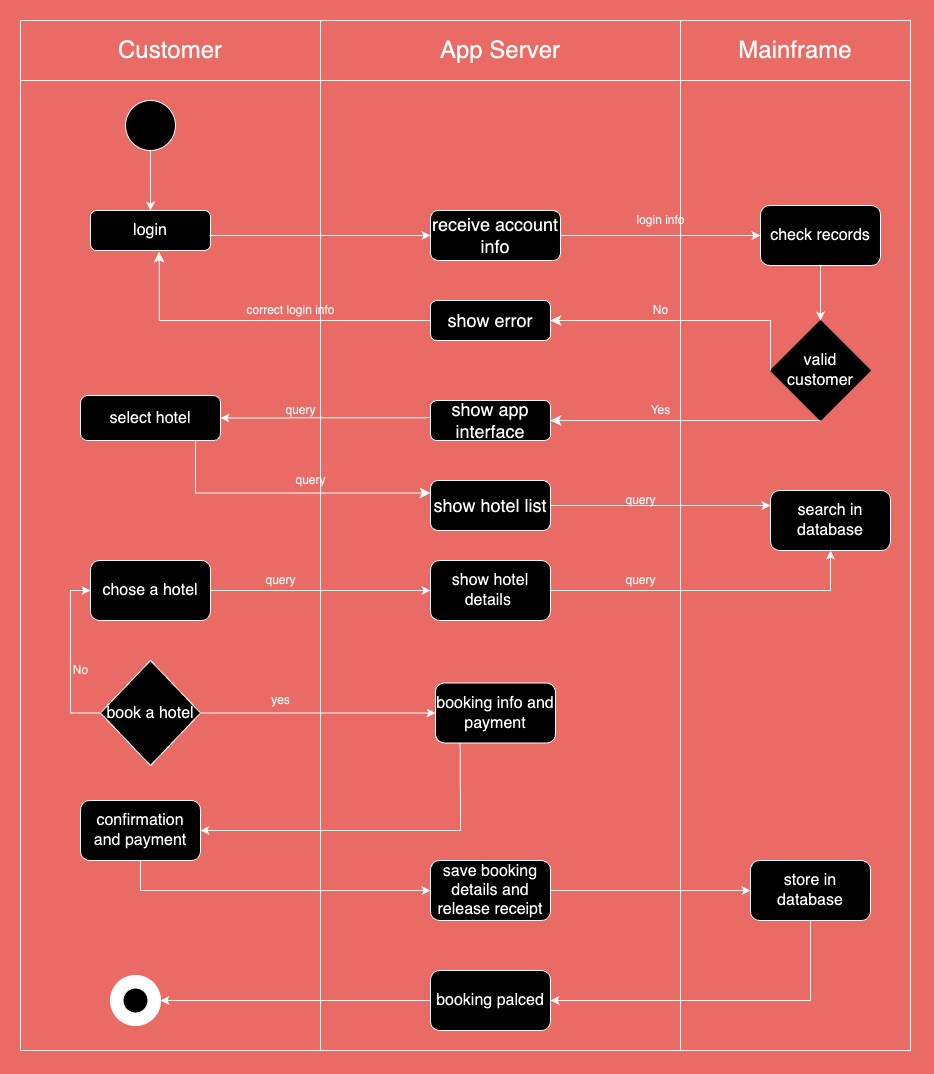 Customer
App Server
Mainframe
login
receive account
info
login info
check records
correct login info
show error
No
valid
customer
select hotel
query
show app
interface
Yes
query
show hotel list
query
search in
database
chose a hotel
query
show hotel
details
query
No
book a hotel
yes
booking info and
payment
confirmation
and payment
save booking
details and
release receipt
store in
database
booking palced